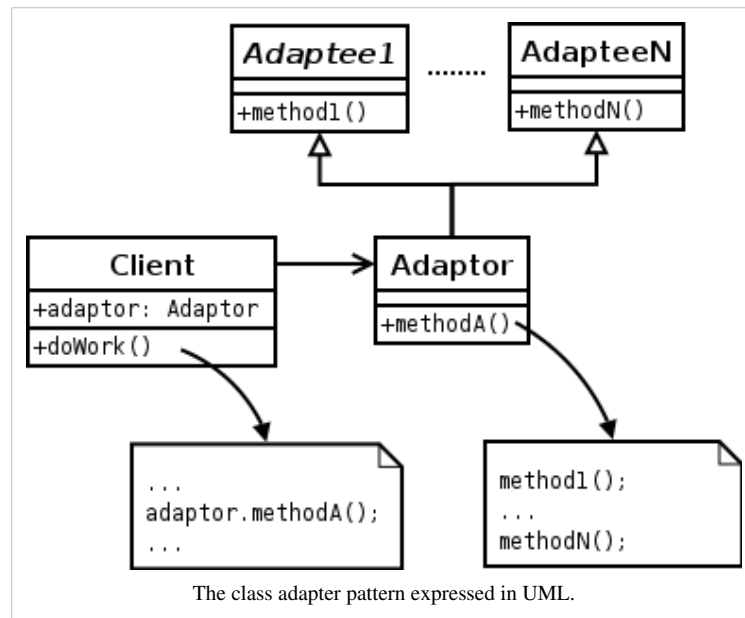 Adaptee1
........
AdapteeN
+method1()
+methodN()
Client
+adaptor: Adaptor
+doWork()
Adaptor
+methodA()
...
adaptor.methodA();
...
method1();
...
methodN();
The class adapter pattern expressed in UML.